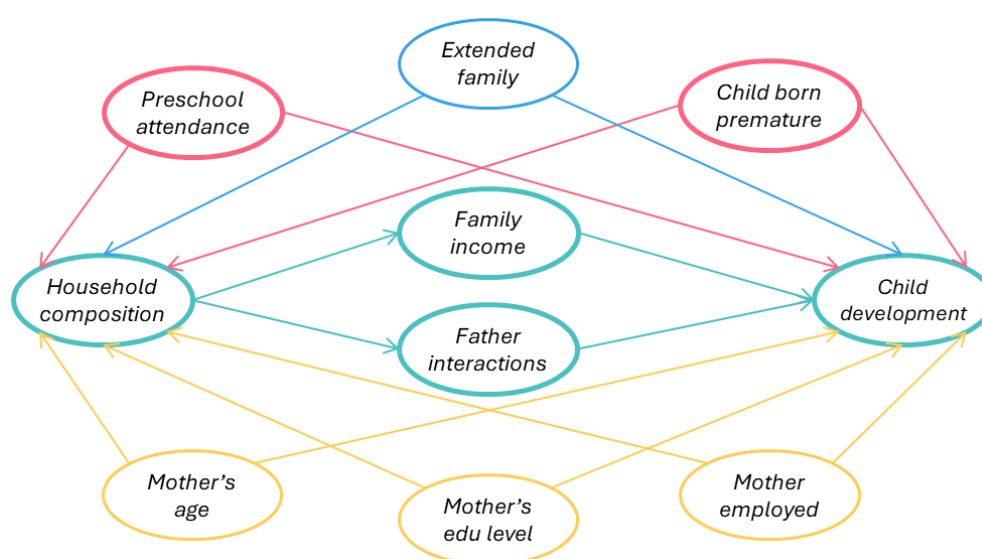 Extended
family
Preschool
attendance
Child born
premature
Family
income
Household
composition
Child
development
Father
interactions
Mother's
age
Mother's
edu level
Mother
employed